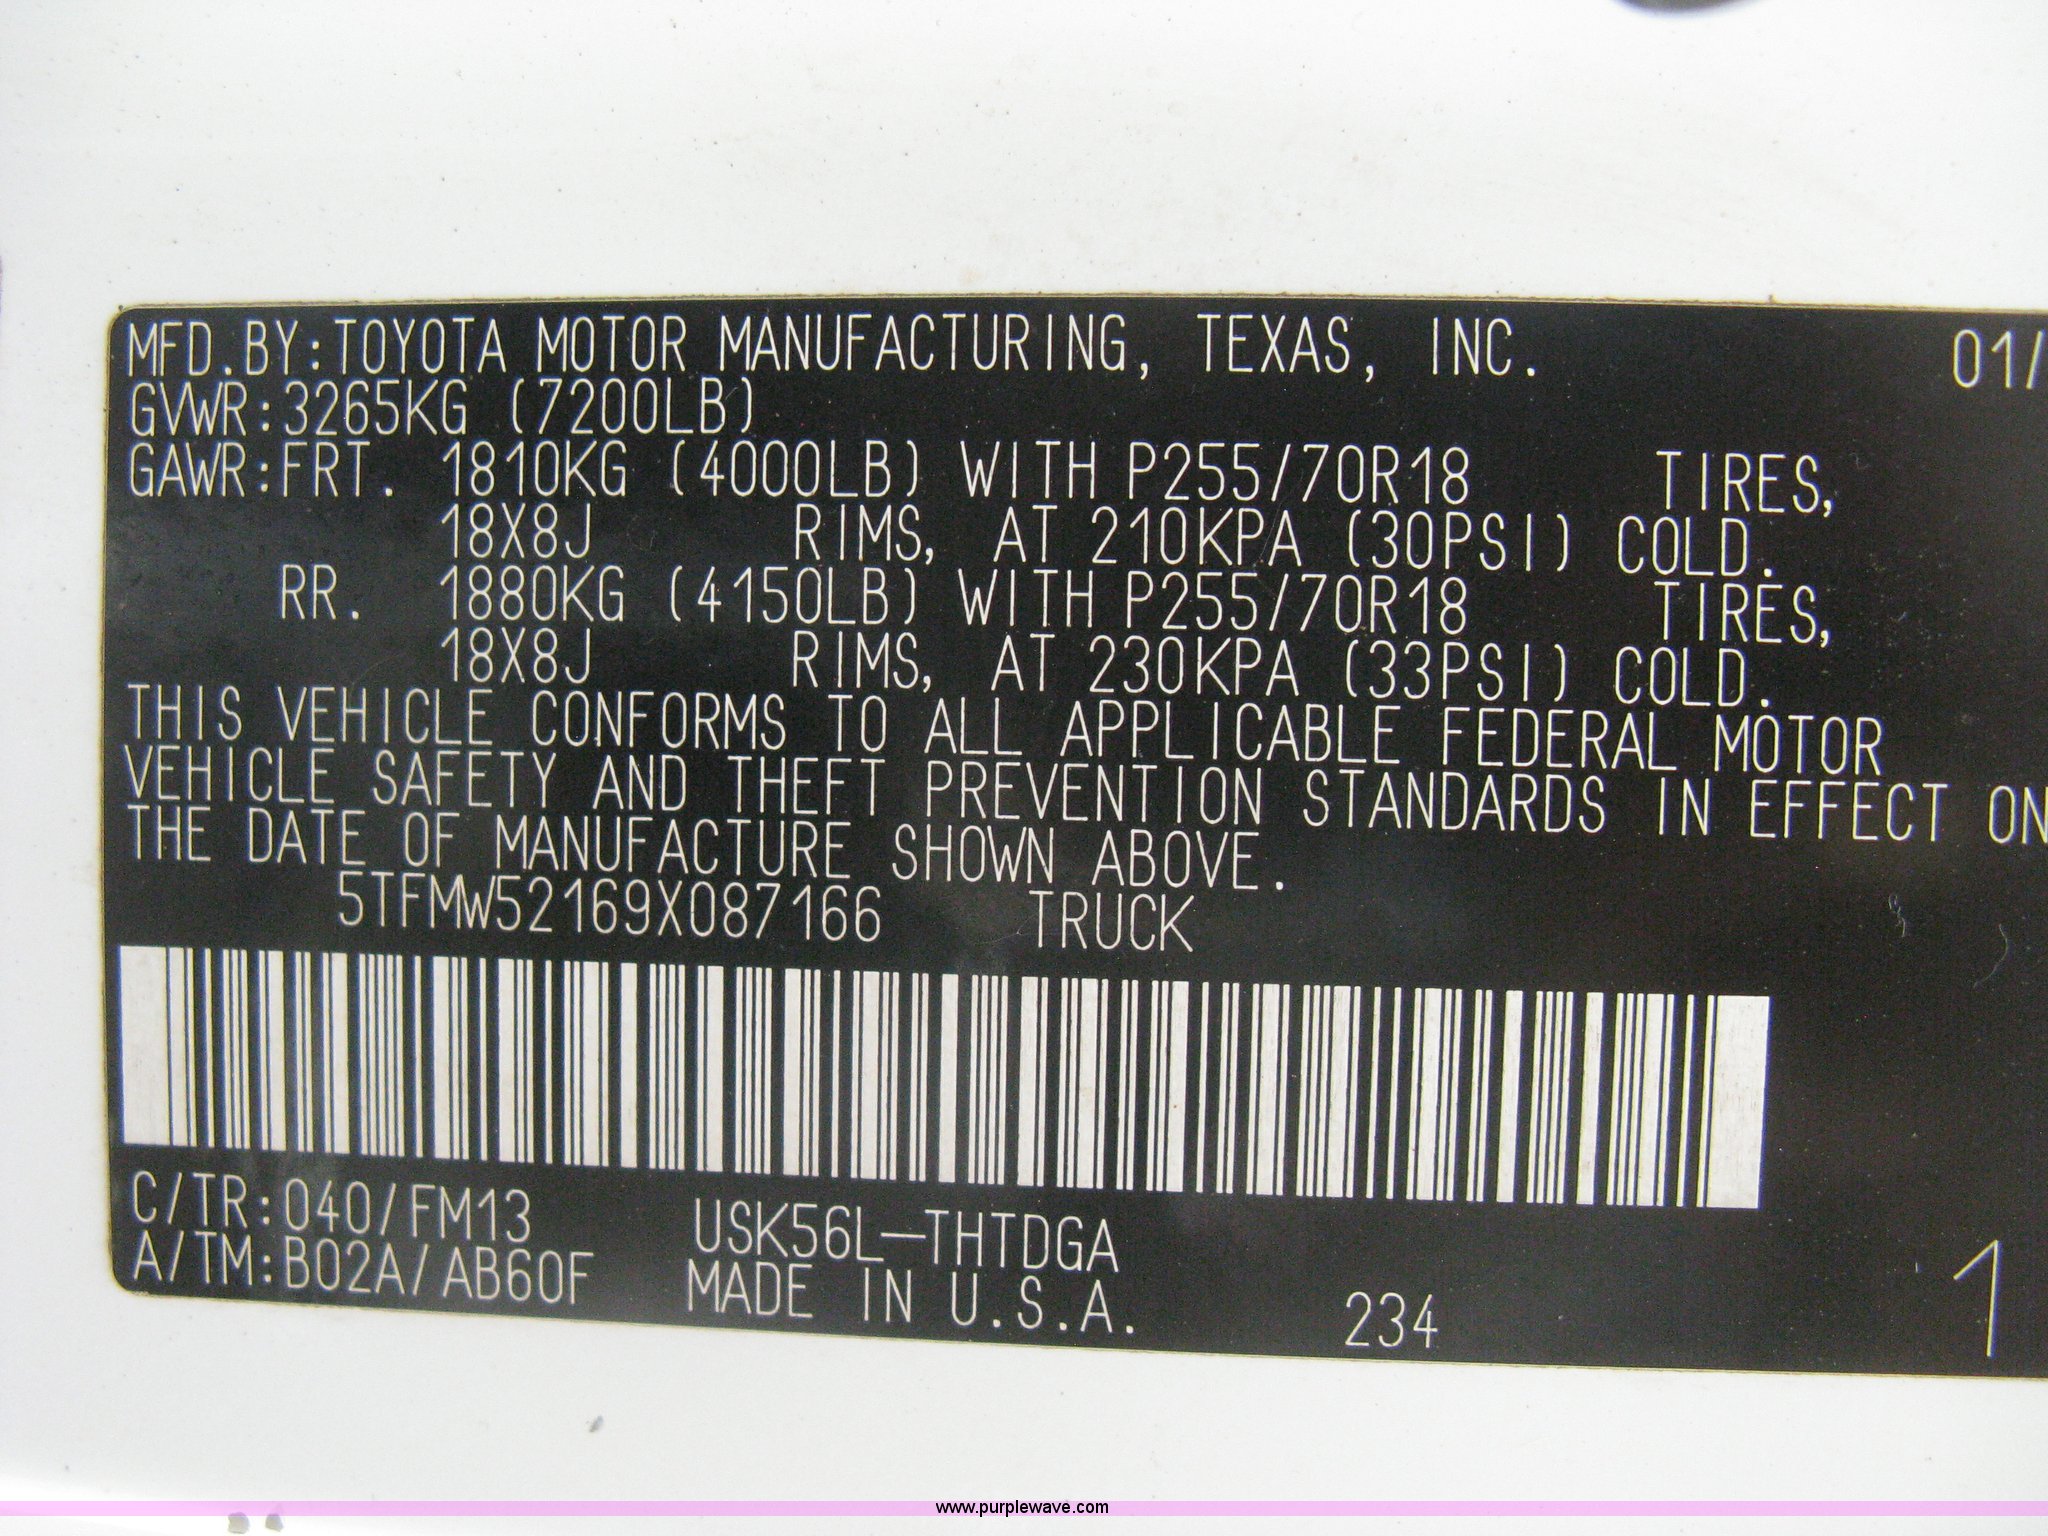 MFD.BY:TOYOTA MOTOR MANUFACTURING, TEXAS, INC. 01/
GVWR:3265KG (7200LB)
GAWR:FRT. 1810KG (4000LB) WITH P255/70R18 TIRES,
18X8J RIMS, AT 210KPA (30PSI) COLD.
RR. 1880KG (4150LB) WITH P255/70R18 TIRES,
18X8J RIMS, AT 230KPA (33PSI) COLD.
THIS VEHICLE CONFORMS TO ALL APPLICABLE FEDERAL MOTOR
VEHICLE SAFETY AND THEFT PREVENTION STANDARDS IN EFFECT ON
THE DATE OF MANUFACTURE SHOWN ABOVE.
5TFMW52169X087166 TRUCK
C/TR:040/FM13 USK56L-THTDGA
A/TM:B02A/AB60F MADE IN U.S.A. 234 1
www.purplewave.com